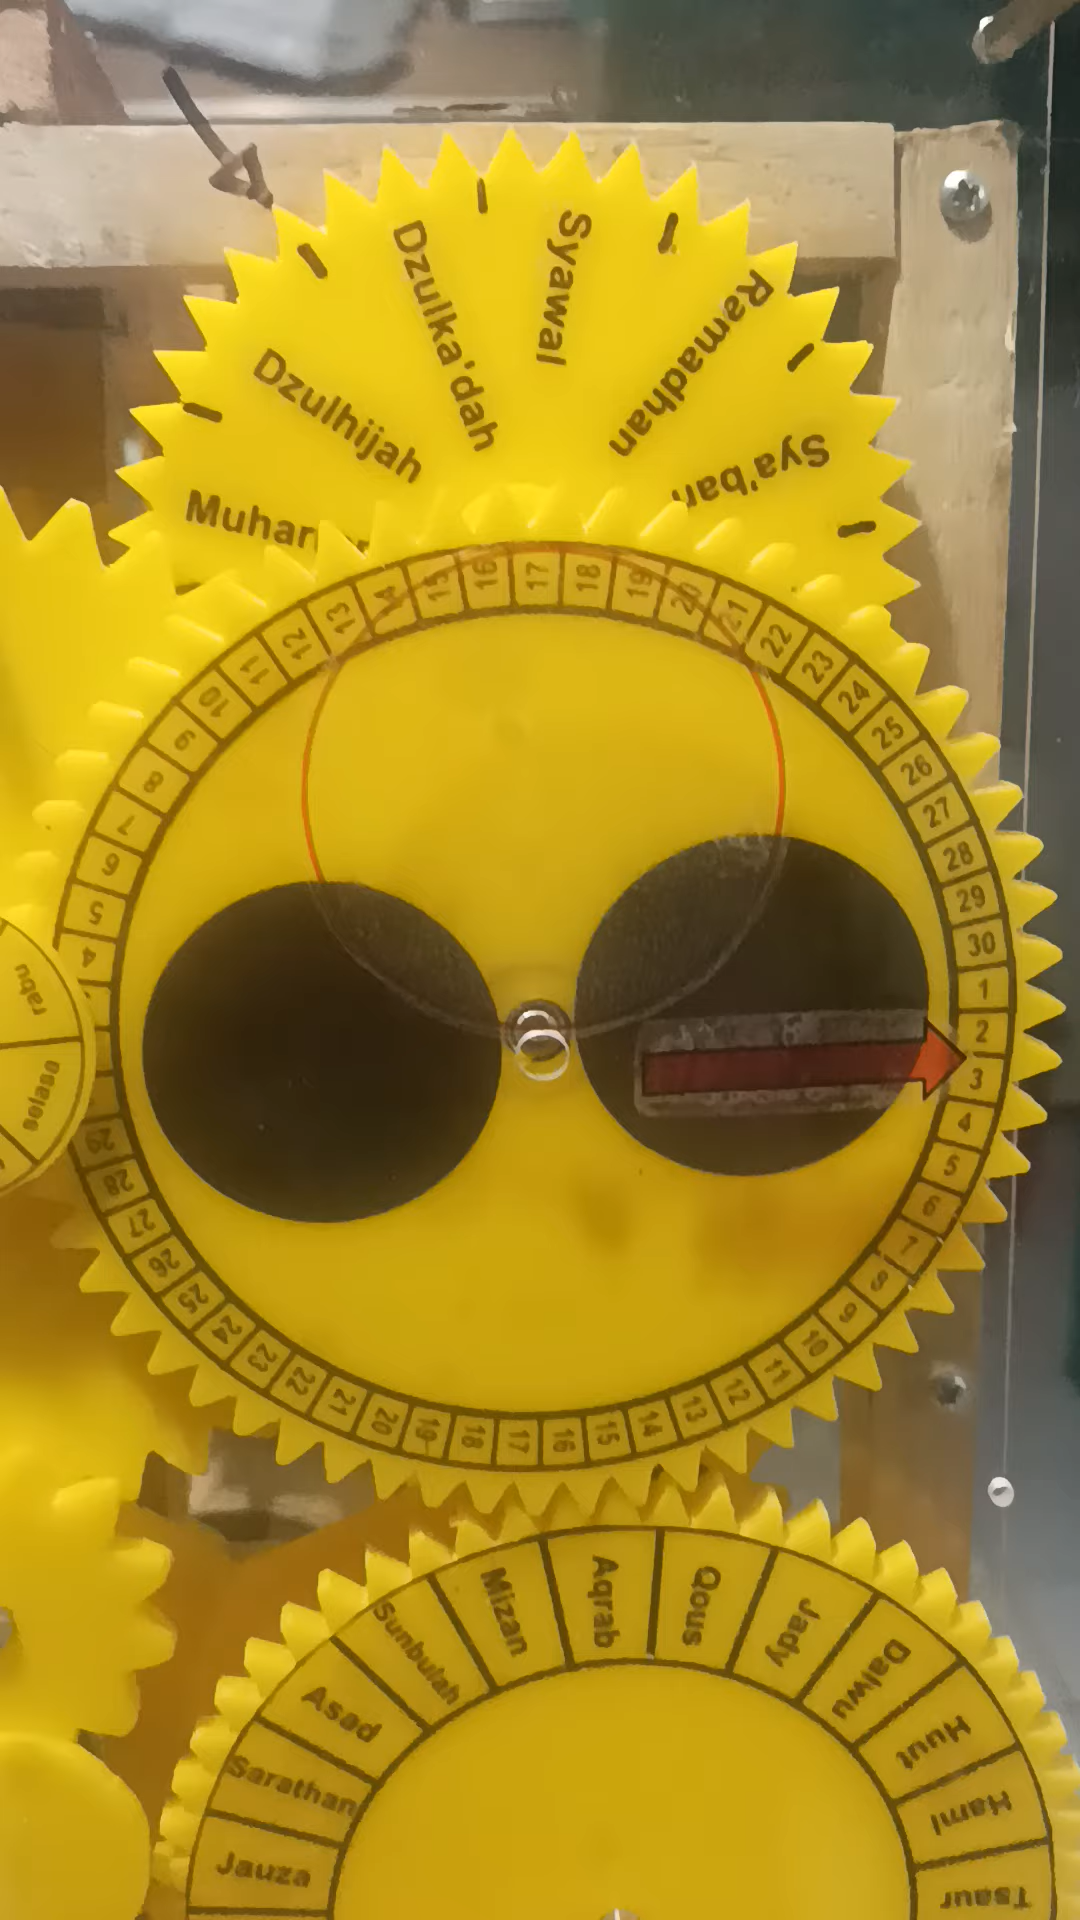 Muhar
Dzulhijah
Dzulka'dah
Syawal
Ramadhan
Sya'ban
4
5
6
7
8
9
10
11
12
13
14
15
16
17
18
19
20
21
22
23
24
25
26
27
28
29
30
1
2
3
4
5
6
7
8
9
10
11
12
13
14
15
16
17
18
19
20
21
22
23
24
25
26
27
28
29
rabu
selasa
Jauza
Sarathan
Asad
Sunbulah
Mizan
Aqrab
Qous
Jady
Dalwu
Huut
Haml
Tsaur